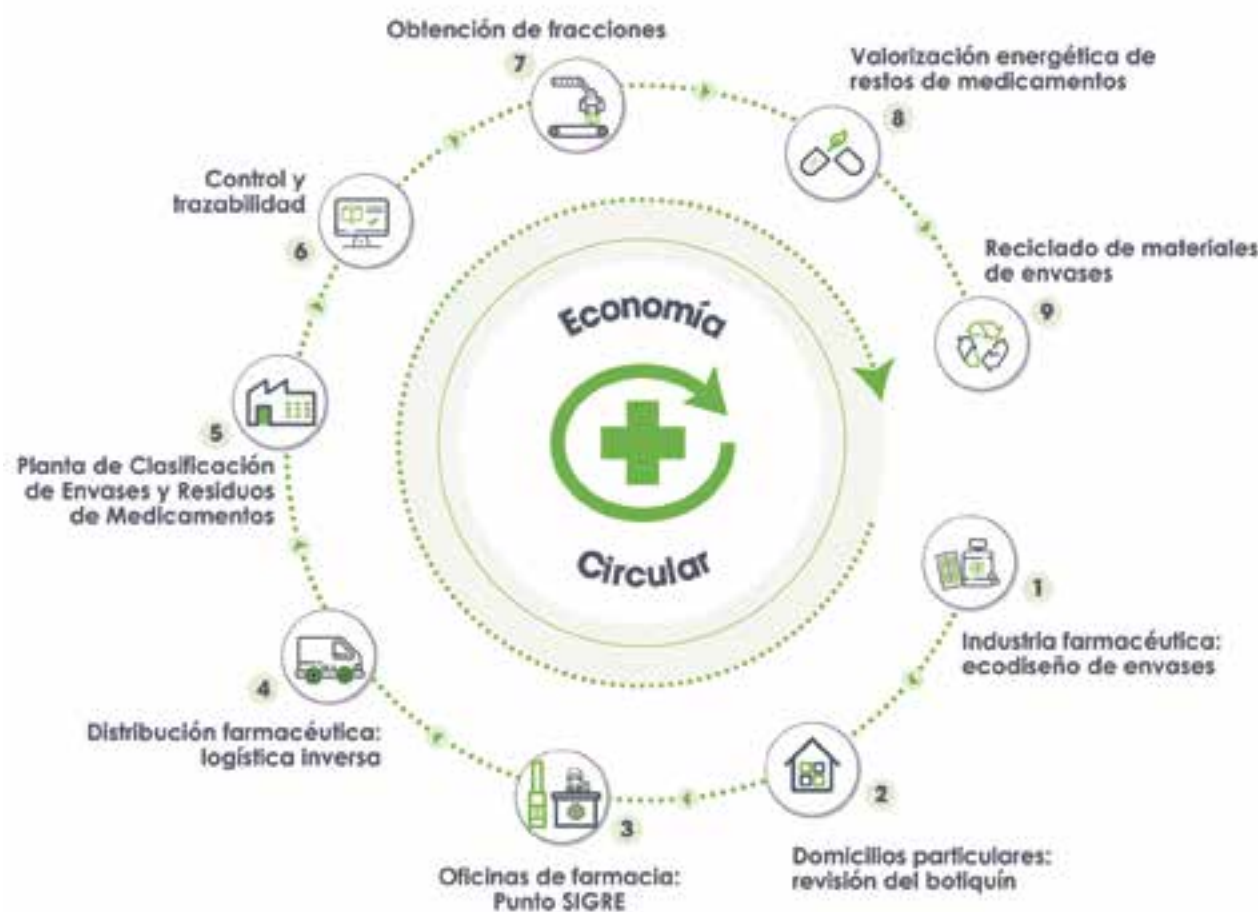 Obtención de fracciones
7
Valorización energética de
restos de medicamentos
8
Control y
trazabilidad
6
Reciclado de materiales
de envases
9
Economía
Circular
5
Planta de Clasificación
de Envases y Residuos
de Medicamentos
1
Industria farmacéutica:
ecodiseño de envases
4
Distribución farmacéutica:
logística inversa
2
Domicilios particulares:
revisión del botiquín
3
Oficinas de farmacia:
Punto SIGRE